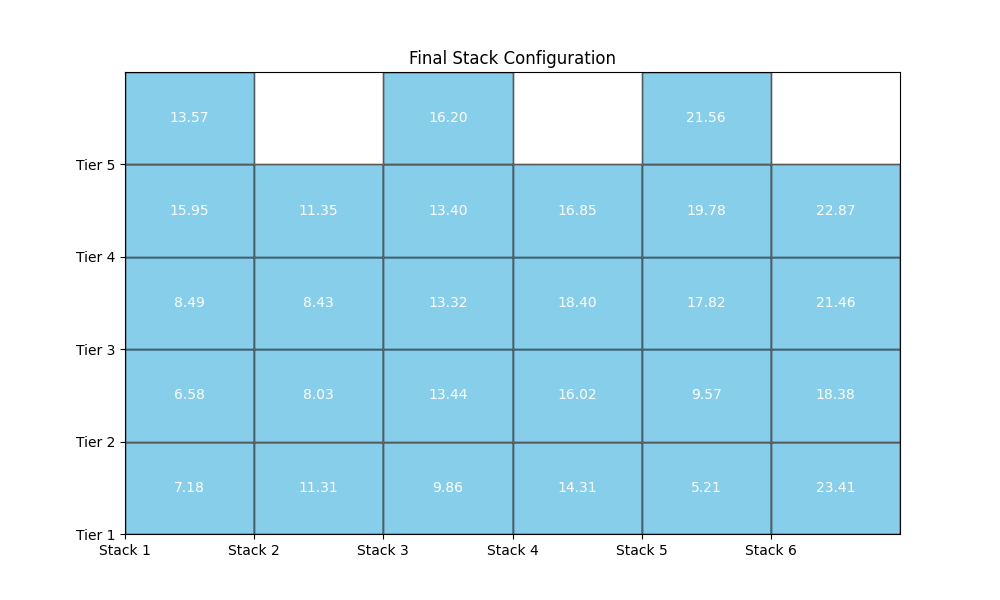 Final Stack Configuration
13.57 16.20 21.56
Tier 5
15.95 11.35 13.40 16.85 19.78 22.87
Tier 4
8.49 8.43 13.32 18.40 17.82 21.46
Tier 3
6.58 8.03 13.44 16.02 9.57 18.38
Tier 2
7.18 11.31 9.86 14.31 5.21 23.41
Tier 1
Stack 1 Stack 2 Stack 3 Stack 4 Stack 5 Stack 6